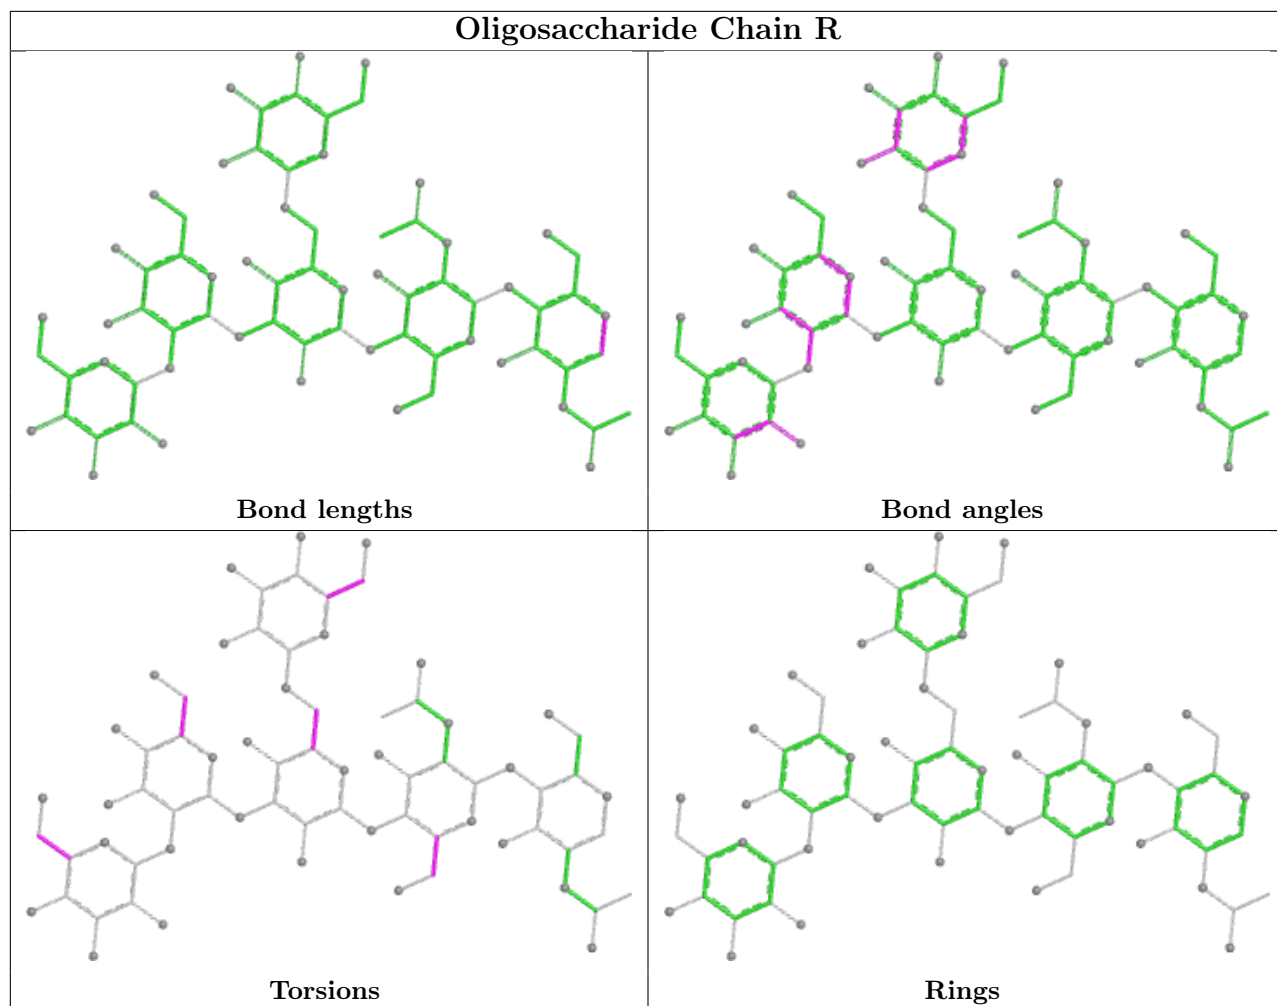 Oligosaccharide Chain R
Bond lengths
Bond angles
Torsions
Rings